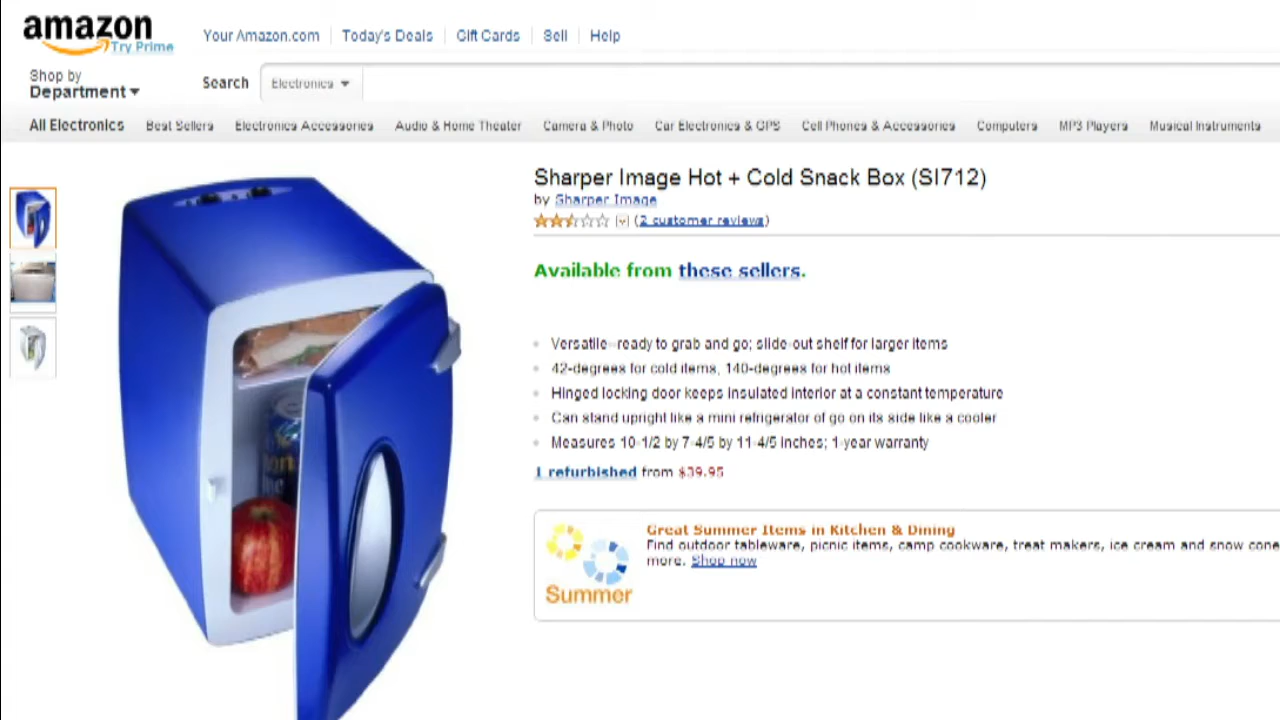 amazon
Try Prime
Your Amazon.com Today's Deals Gift Cards Sell Help
Shop by
Department
Search Electronics
All Electronics Best Sellers Electronics Accessories Audio & Home Theater Camera & Photo Car Electronics & GPS Cell Phones & Accessories Computers MP3 Players Musical Instruments
Sharper Image Hot + Cold Snack Box (SI712)
by Sharper Image
(2 customer reviews)
Available from these sellers.
Versatile--ready to grab and go; slide-out shelf for larger items
42-degrees for cold items, 140-degrees for hot items
Hinged locking door keeps insulated interior at a constant temperature
Can stand upright like a mini refrigerator of go on its side like a cooler
Measures 10-1/2 by 7-4/5 by 11-4/5 inches; 1-year warranty
1 refurbished from $39.95
Great Summer Items in Kitchen & Dining
Find outdoor tableware, picnic items, camp cookware, treat makers, ice cream and snow cone
more. Shop now
Summer